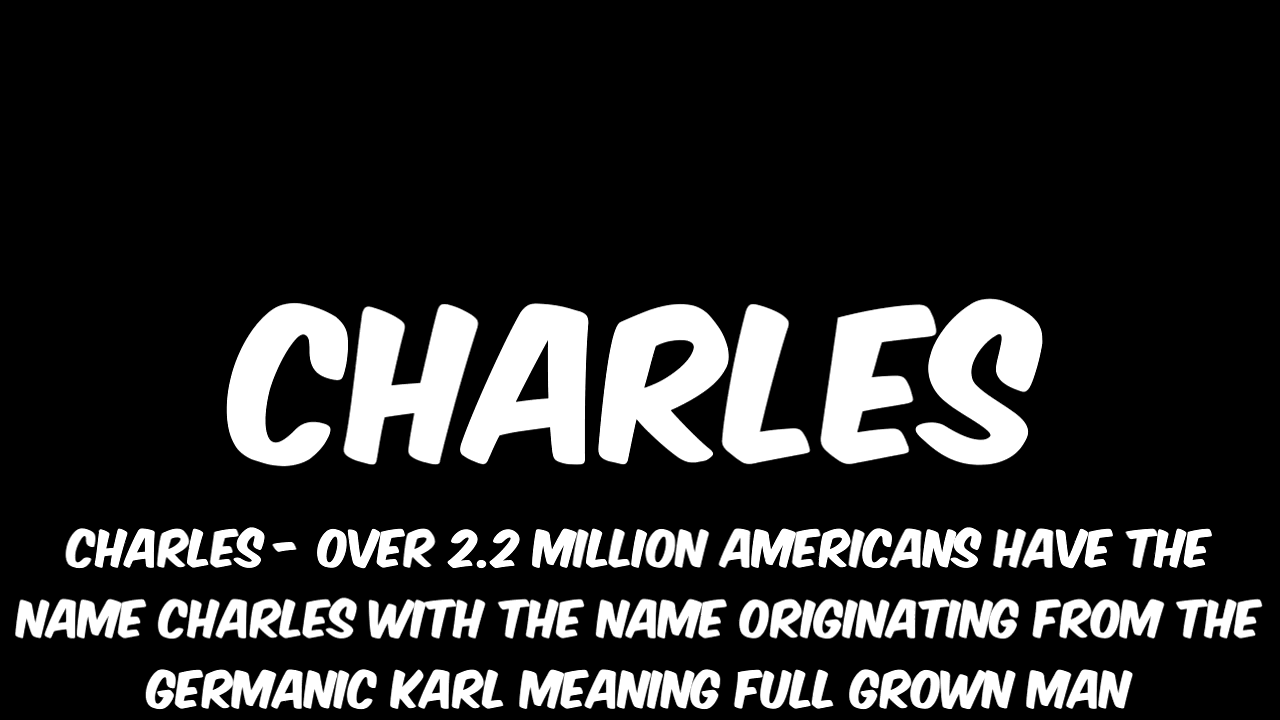 CHARLES
CHARLES - OVER 2.2 MILLION AMERICANS HAVE THE
NAME CHARLES WITH THE NAME ORIGINATING FROM THE
GERMANIC KARL MEANING FULL GROWN MAN